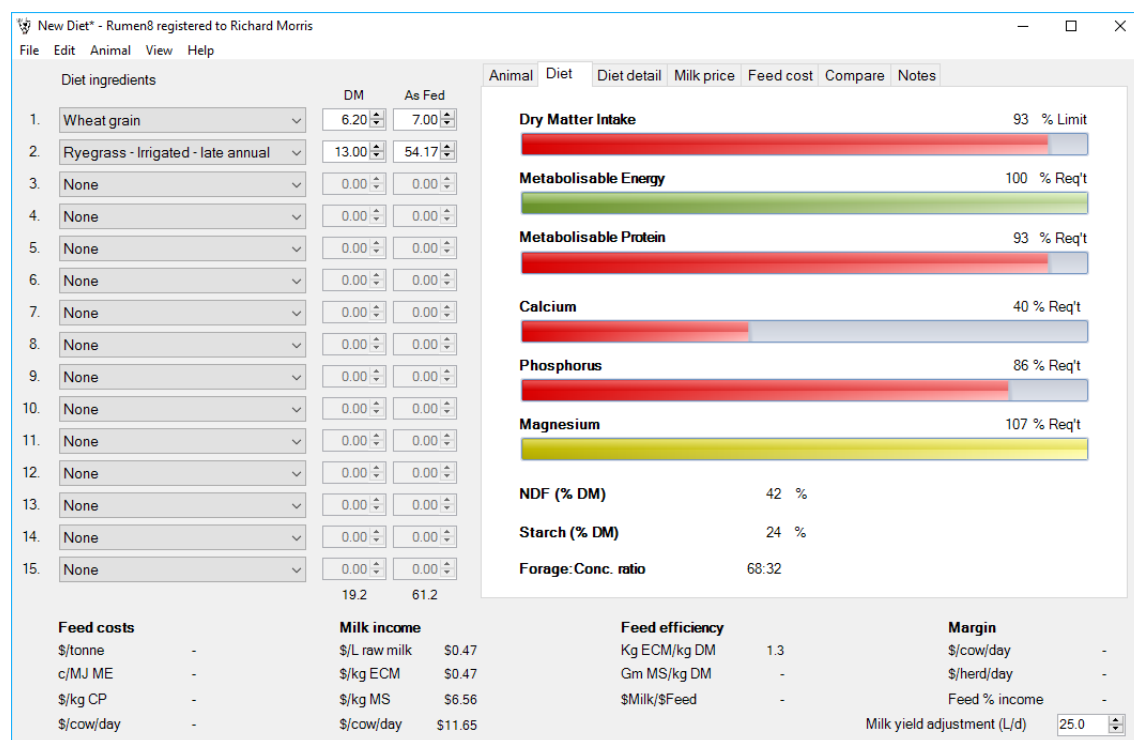 New Diet* - Rumen8 registered to Richard Morris
File Edit Animal View Help
Diet ingredients
DM As Fed
1. Wheat grain 6.20 7.00
2. Ryegrass - Irrigated - late annual 13.00 54.17
3. None 0.00 0.00
4. None 0.00 0.00
5. None 0.00 0.00
6. None 0.00 0.00
7. None 0.00 0.00
8. None 0.00 0.00
9. None 0.00 0.00
10. None 0.00 0.00
11. None 0.00 0.00
12. None 0.00 0.00
13. None 0.00 0.00
14. None 0.00 0.00
15. None 0.00 0.00
19.2 61.2
Animal Diet Diet detail Milk price Feed cost Compare Notes
Dry Matter Intake 93 % Limit
Metabolisable Energy 100 % Req't
Metabolisable Protein 93 % Req't
Calcium 40 % Req't
Phosphorus 86 % Req't
Magnesium 107 % Req't
NDF (% DM) 42 %
Starch (% DM) 24 %
Forage:Conc. ratio 68:32
Feed costs
$/tonne -
c/MJ ME -
$/kg CP -
$/cow/day -
Milk income
$/L raw milk $0.47
$/kg ECM $0.47
$/kg MS $6.56
$/cow/day $11.65
Feed efficiency
Kg ECM/kg DM 1.3
Gm MS/kg DM -
$Milk/$Feed -
Margin
$/cow/day -
$/herd/day -
Feed % income -
Milk yield adjustment (L/d) 25.0